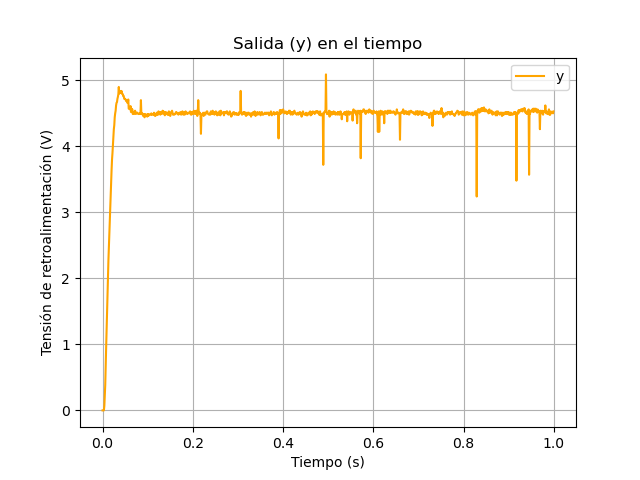 Salida (y) en el tiempo
y
Tensión de retroalimentación (V)
5
4
3
2
1
0
0.0 0.2 0.4 0.6 0.8 1.0
Tiempo (s)